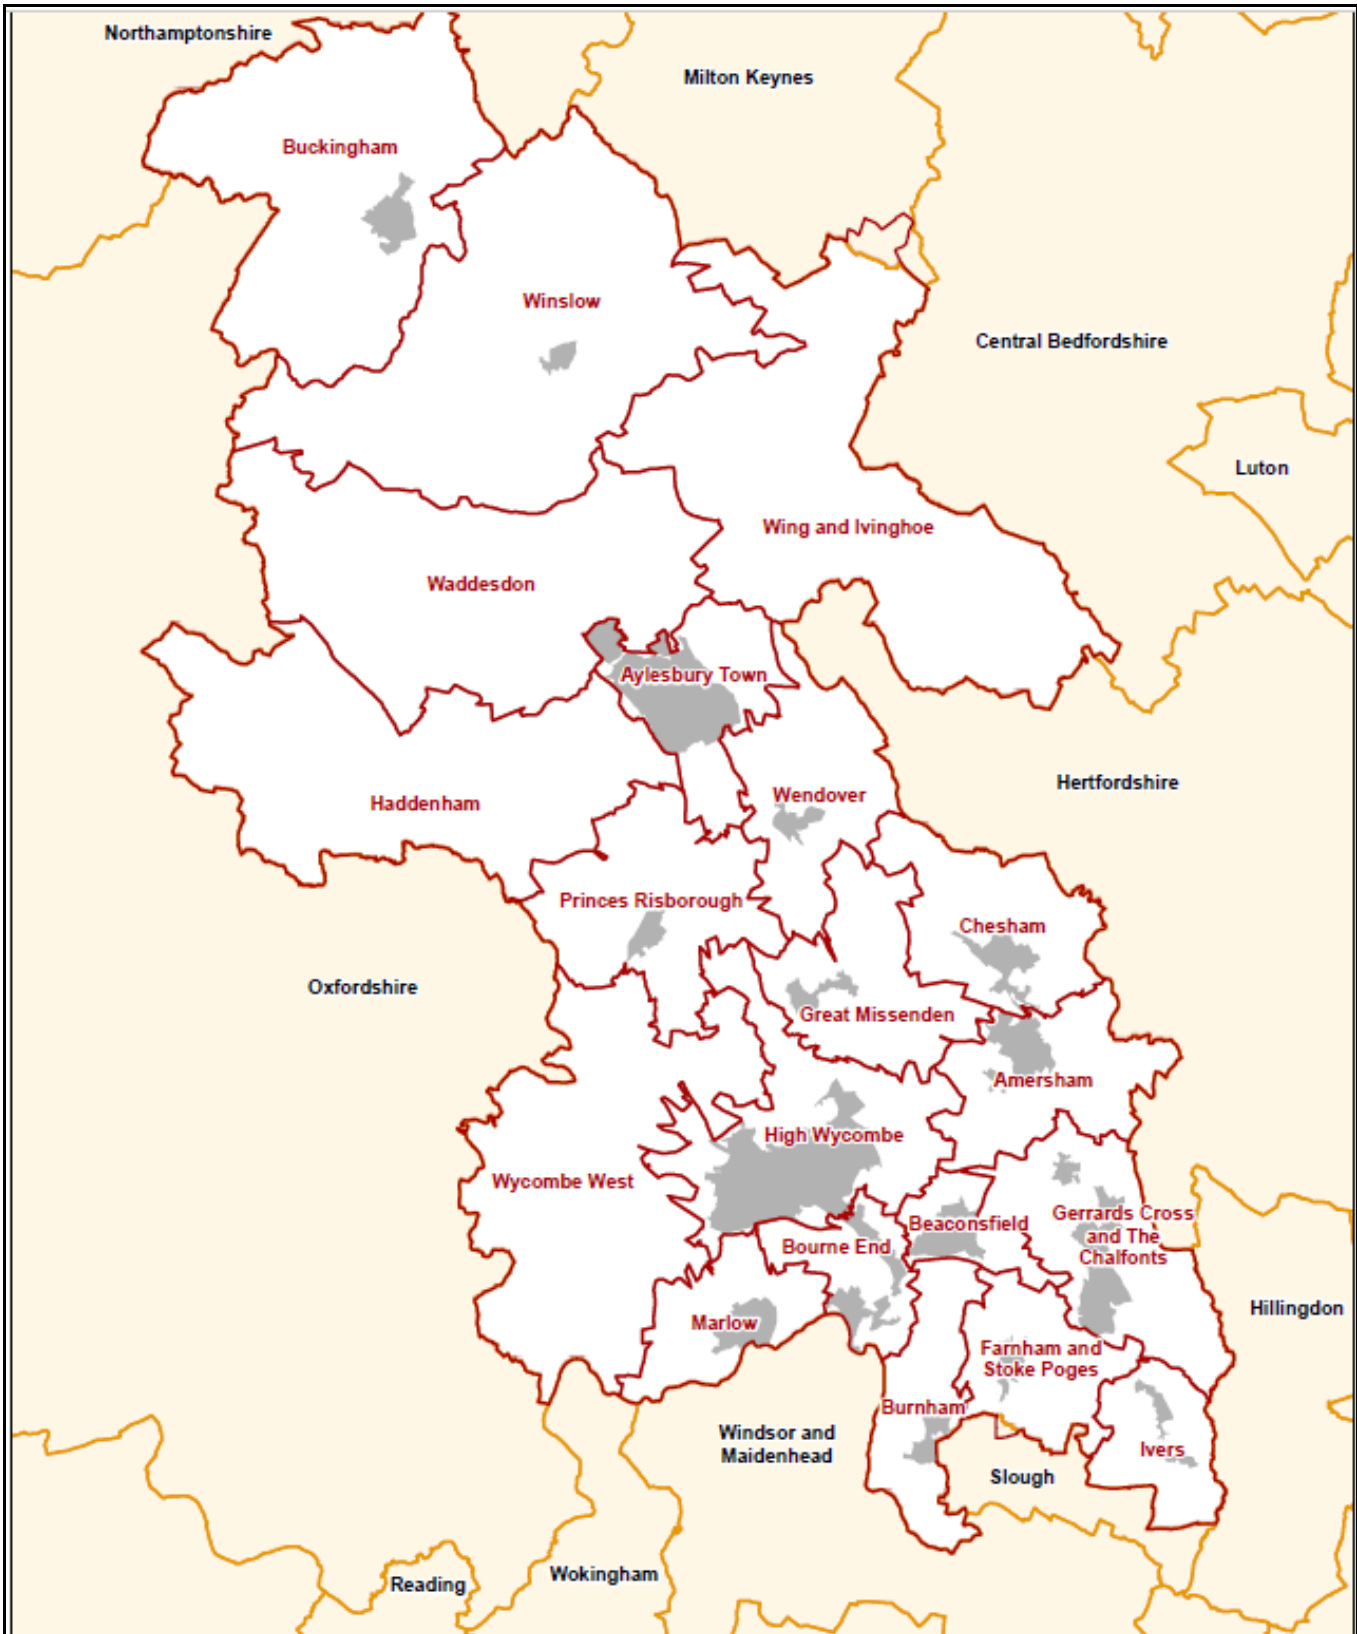 Northamptonshire
Milton Keynes
Buckingham
Winslow
Central Bedfordshire
Luton
Wing and Ivinghoe
Waddesdon
Aylesbury Town
Hertfordshire
Wendover
Haddenham
Princes Risborough
Chesham
Oxfordshire
Great Missenden
Amersham
High Wycombe
Wycombe West
Beaconsfield
Gerrards Cross
and The
Chalfonts
Bourne End
Hillingdon
Marlow
Farnham and
Stoke Poges
Burnham
Windsor and
Maidenhead
Ivers
Slough
Wokingham
Reading